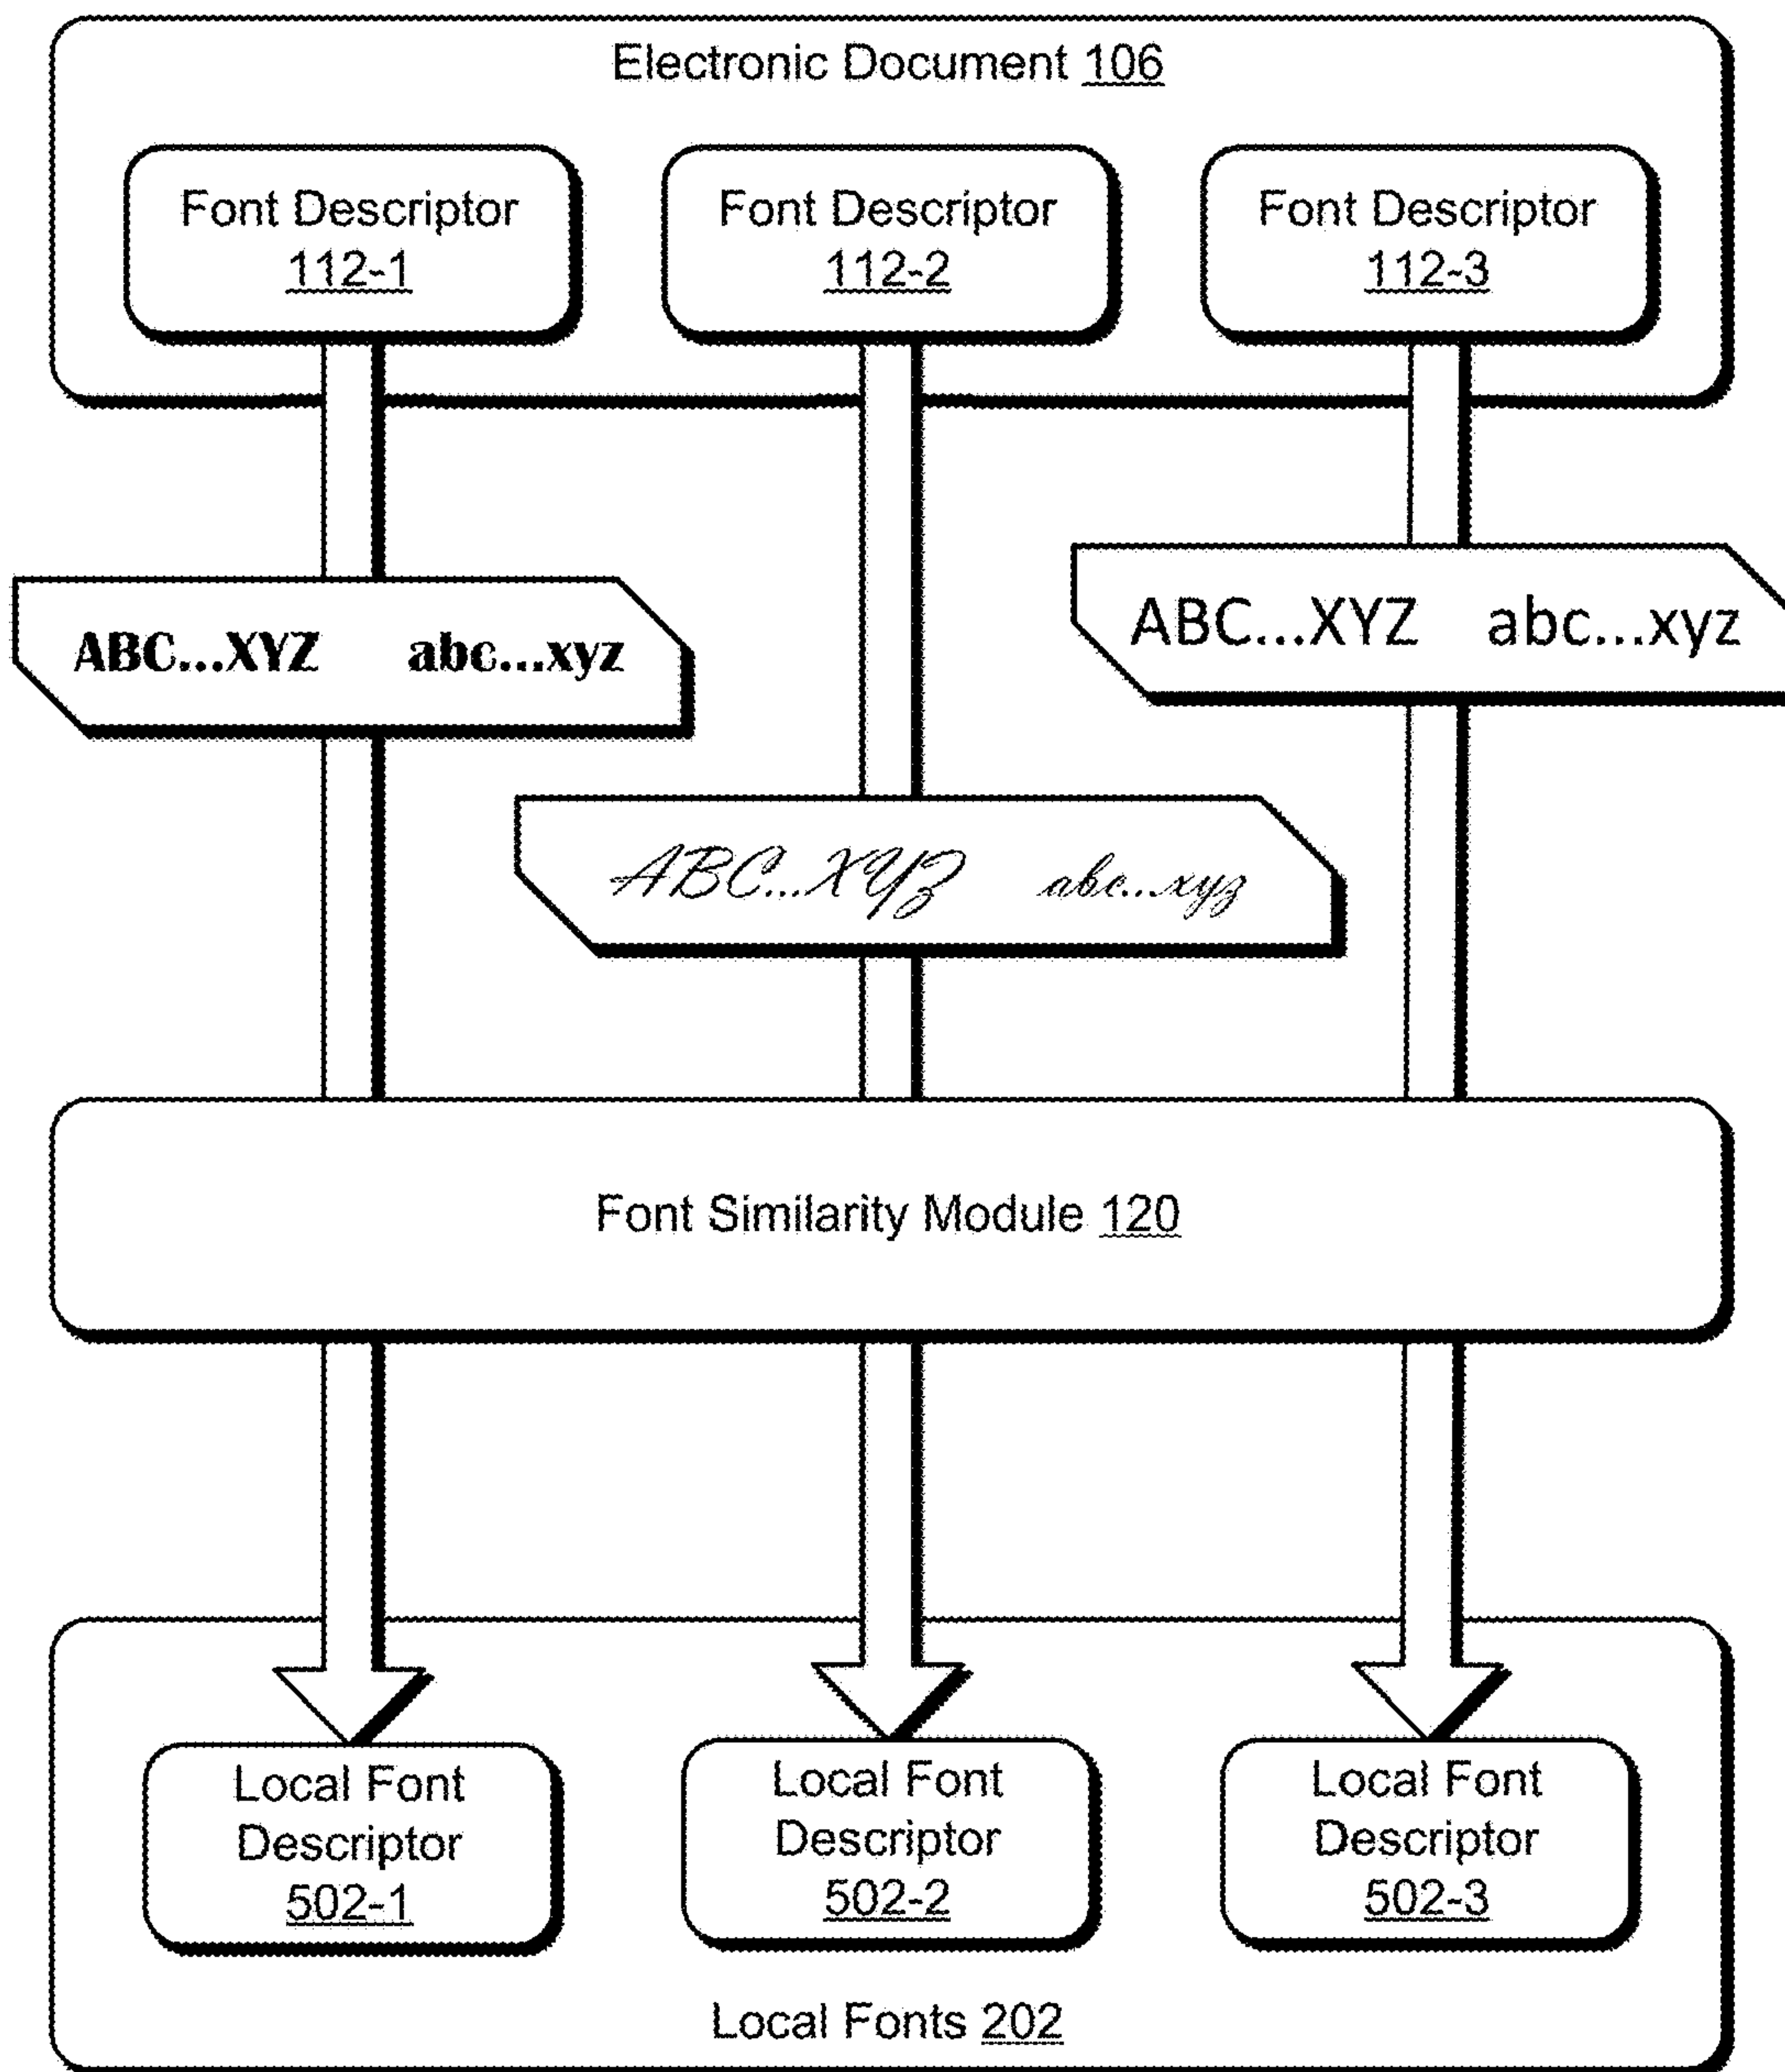 Electronic Document 106
Font Descriptor
112-1
Font Descriptor
112-2
Font Descriptor
112-3
ABC...XYZ abc...xyz
ABC...XYZ abc...xyz
ABC...XYZ abc...xyz
Font Similarity Module 120
Local Font
Descriptor
502-1
Local Font
Descriptor
502-2
Local Font
Descriptor
502-3
Local Fonts 202